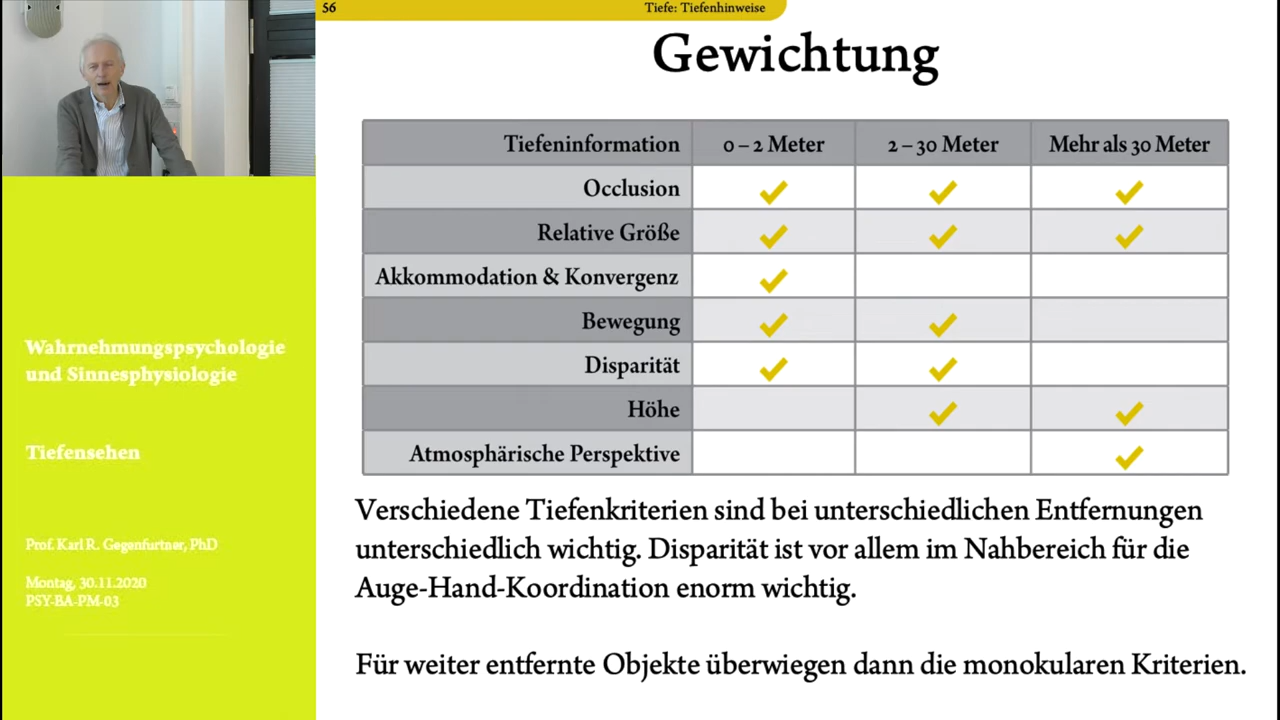 56
Tiefe: Tiefenhinweise
Gewichtung
Tiefeninformation 0 – 2 Meter 2 – 30 Meter Mehr als 30 Meter
Occlusion ✓ ✓ ✓
Relative Größe ✓ ✓ ✓
Akkommodation & Konvergenz ✓
Bewegung ✓ ✓
Disparität ✓ ✓
Höhe ✓ ✓
Atmosphärische Perspektive ✓
Verschiedene Tiefenkriterien sind bei unterschiedlichen Entfernungen
unterschiedlich wichtig. Disparität ist vor allem im Nahbereich für die
Auge-Hand-Koordination enorm wichtig.
Für weiter entfernte Objekte überwiegen dann die monokularen Kriterien.
Wahrnehmungspsychologie
und Sinnesphysiologie
Tiefensehen
Prof. Karl R. Gegenfurtner, PhD
Montag, 30.11.2020
PSY-BA-PM-03